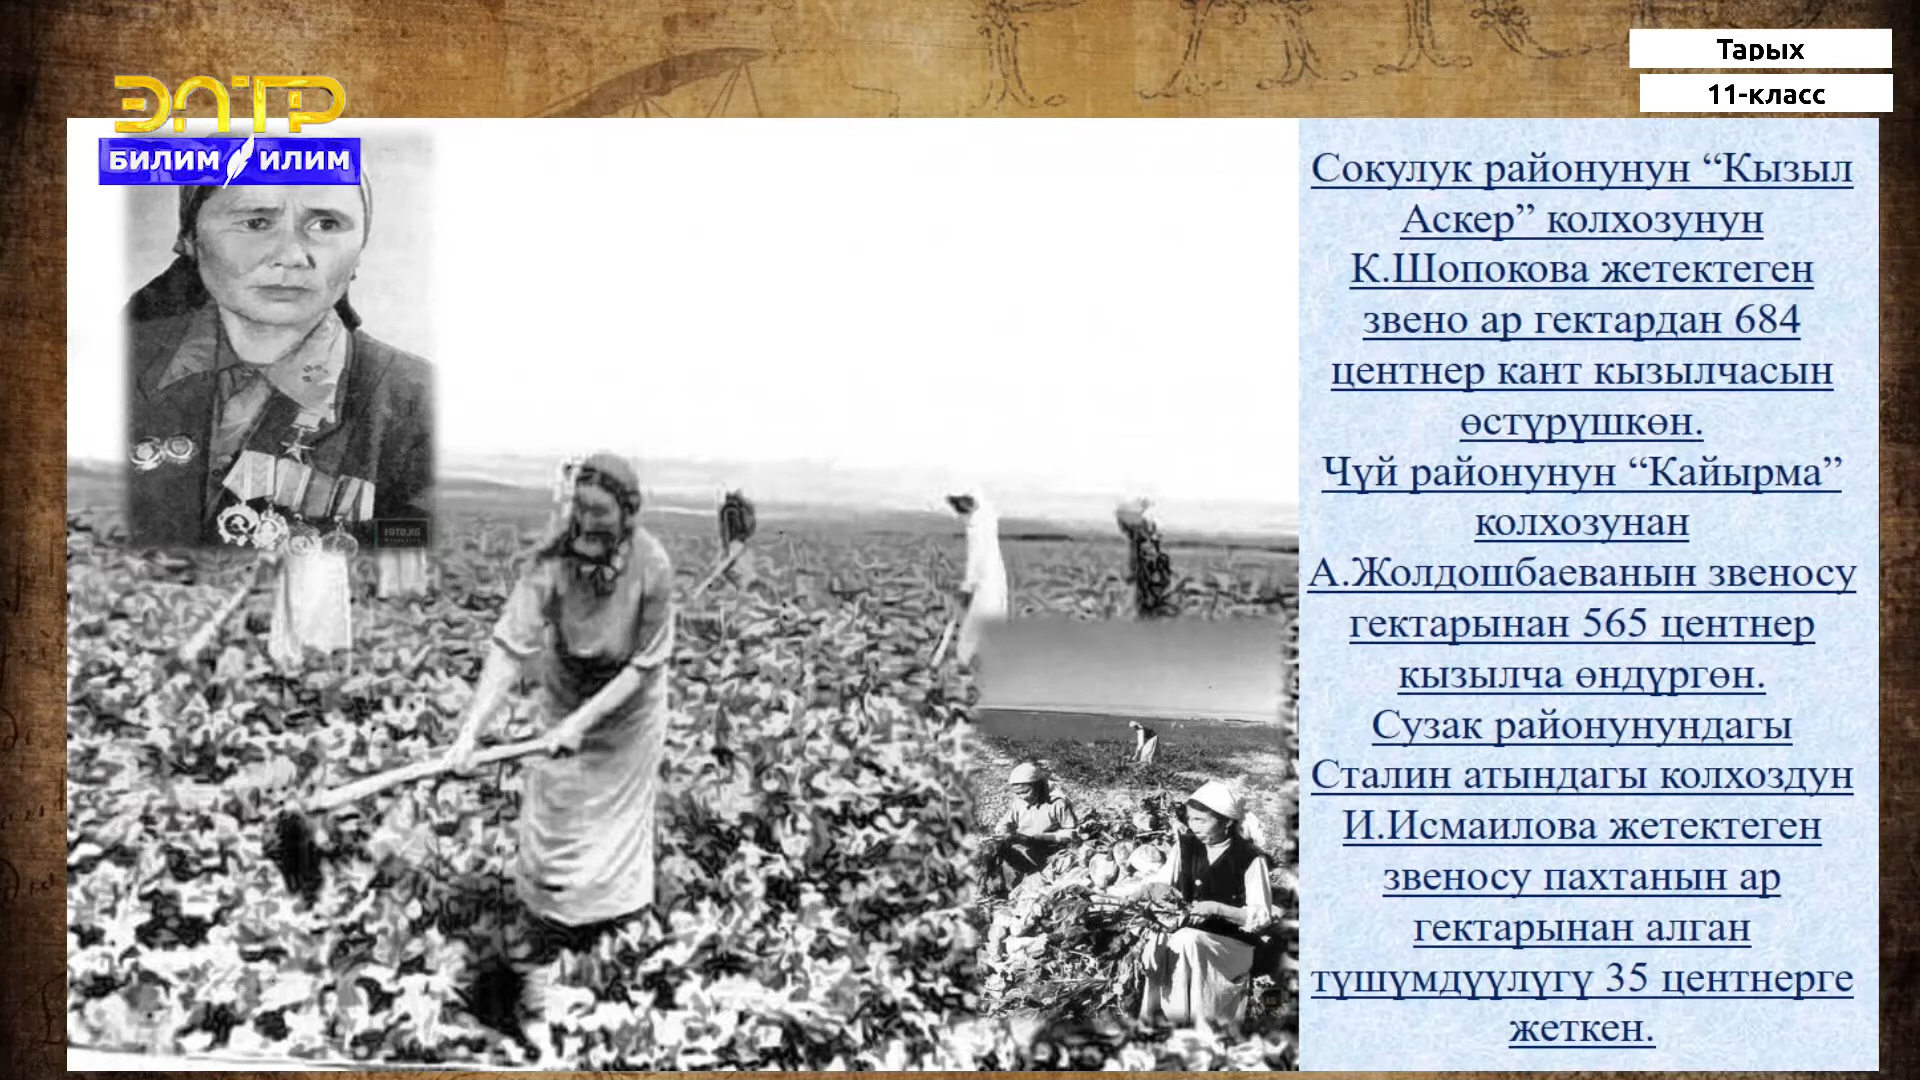 Тарых
11-класс
ЭЛТР
БИЛИМ ИЛИМ
Сокулук районунун “Кызыл
Аскер” колхозунун
К.Шопокова жетектеген
звено ар гектардан 684
центнер кант кызылчасын
өстүрүшкөн.
Чүй районунун “Кайырма”
колхозунан
А.Жолдошбаеванын звеносу
гектарынан 565 центнер
кызылча өндүргөн.
Сузак районунундагы
Сталин атындагы колхоздун
И.Исмаилова жетектеген
звеносу пахтанын ар
гектарынан алган
түшүмдүүлүгү 35 центнерге
жеткен.
FOTO.KG